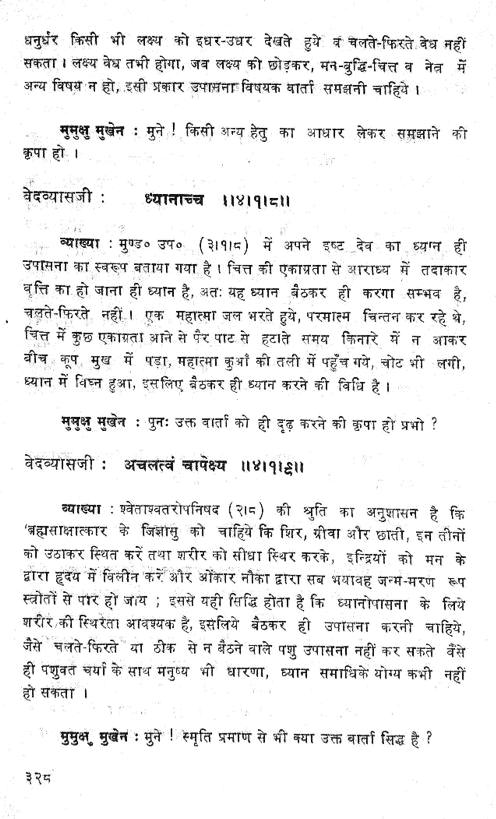 धनुर्धर किसी भी लक्ष्य को इधर-उधर देखते हुये व चलते-फिरते वेध नहीं
सकता । लक्ष्य वेध तभी होगा, जब लक्ष्य को छोड़कर, मन-बुद्धि-चित्त व नेत्र में
अन्य विषय न हो, इसी प्रकार उपासना विषयक वार्ता समझनी चाहिये ।
मुमुक्षु मुखेन : मुने ! किसी अन्य हेतु का आधार लेकर समझाने की
कृपा हो ।
वेदव्यासजी : ध्यानाच्च ।।४।१।८।।
व्याख्या : मुण्ड० उप० (३।१।८) में अपने इष्ट देव का ध्यान ही
उपासना का स्वरूप बताया गया है । चित्त की एकाग्रता से आराध्य में तदाकार
वृत्ति का हो जाना ही ध्यान है, अतः यह ध्यान बैठकर ही करना सम्भव है,
चलते-फिरते नहीं । एक महात्मा जल भरते हुये, परमात्म चिन्तन कर रहे थे,
चित्त में कुछ एकाग्रता आने से पैर पाट से हटाते समय किनारे में न आकर
बीच कूप, मुख में पड़ा, महात्मा कुआँ की तली में पहुँच गये, चोट भी लगी,
ध्यान में विघ्न हुआ, इसलिए बैठकर ही ध्यान करने की विधि है ।
मुमुक्षु मुखेन : पुनः उक्त वार्ता को ही दृढ़ करने की कृपा हो प्रभो ?
वेदव्यासजी : अचलत्वं चापेक्ष्य ।।४।१।९।।
व्याख्या : श्वेताश्वतरोपनिषद (२।८) की श्रुति का अनुशासन है कि
'ब्रह्मसाक्षात्कार के जिज्ञासु को चाहिये कि शिर, ग्रीवा और छाती, इन तीनों
को उठाकर स्थित करें तथा शरीर को सीधा स्थिर करके, इन्द्रियों को मन के
द्वारा हृदय में विलीन करें और ओंकार नौका द्वारा सब भयावह जन्म-मरण रूप
स्त्रोतों से पार हो जाय ; इससे यही सिद्धि होता है कि ध्यानोपासना के लिये
शरीर की स्थिरता आवश्यक है, इसलिये बैठकर ही उपासना करनी चाहिये,
जैसे चलते-फिरते या ठीक से न बैठने वाले पशु उपासना नहीं कर सकते वैसे
ही पशुवत चर्या के साथ मनुष्य भी धारणा, ध्यान समाधिके योग्य कभी नहीं
हो सकता ।
मुमुक्षु मुखेन : मुने ! स्मृति प्रमाण से भी क्या उक्त वार्ता सिद्ध है ?
३२८